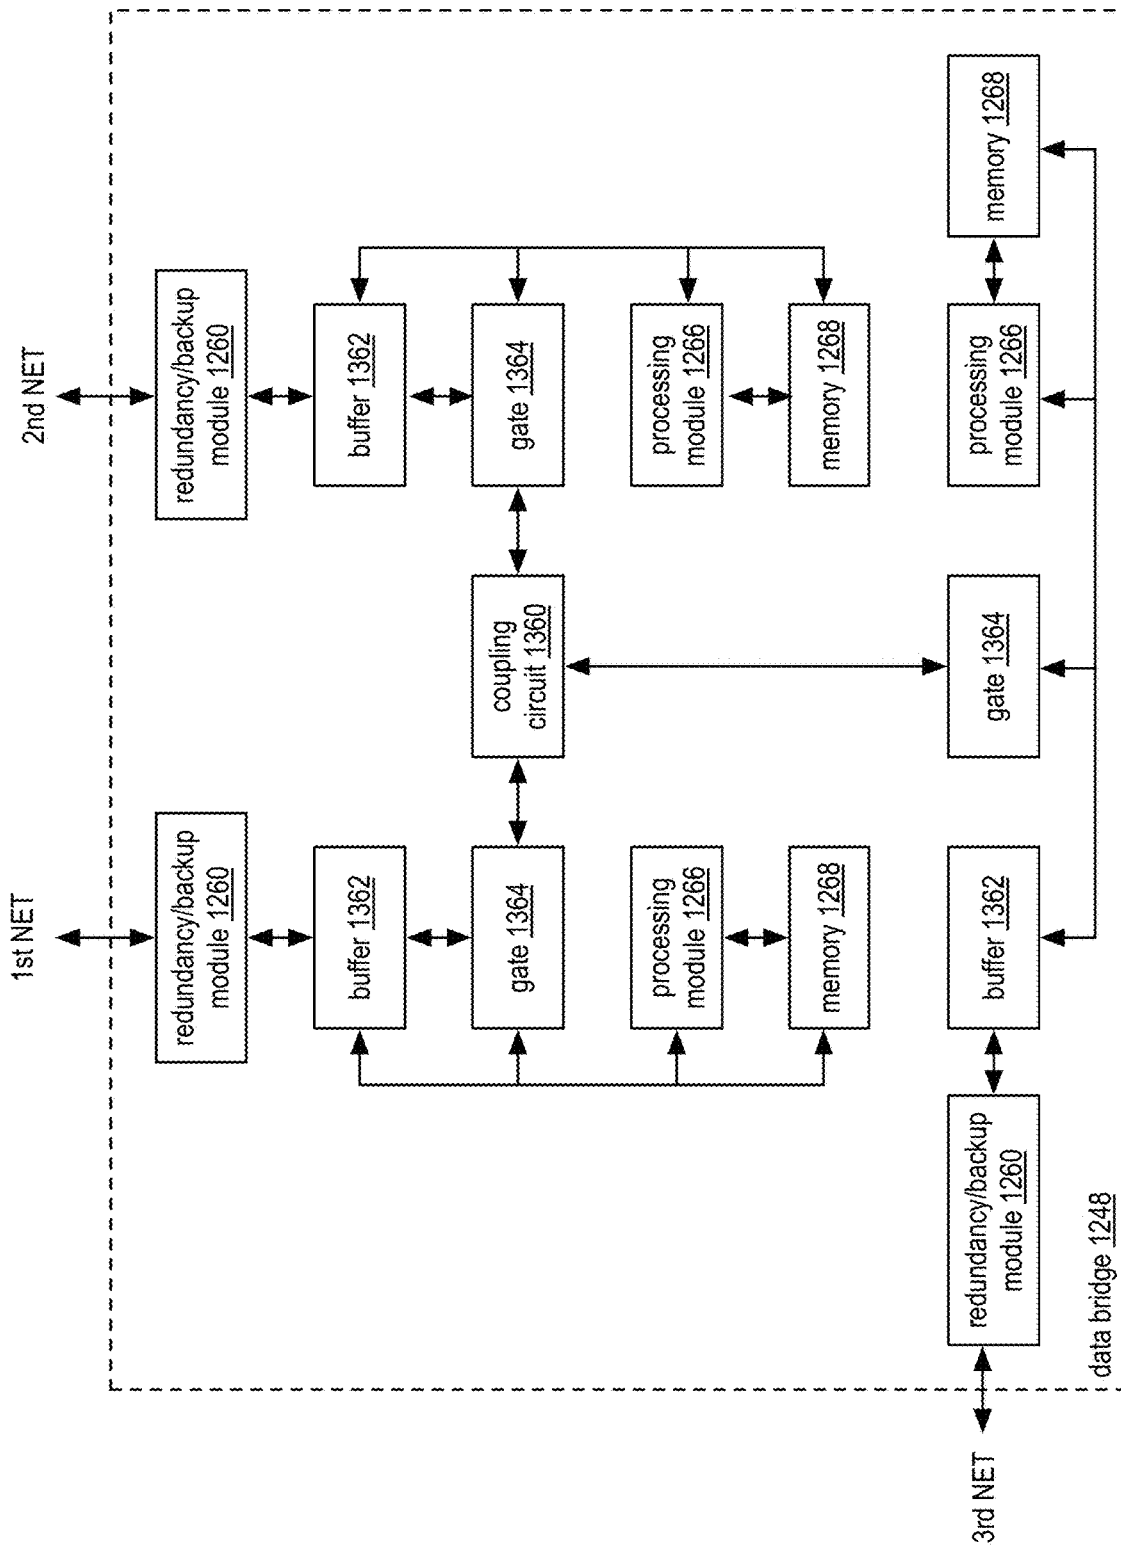 1st NET
2nd NET
redundancy/backup
module 1260
redundancy/backup
module 1260
buffer 1362
buffer 1362
gate 1364
coupling
circuit 1360
gate 1364
processing
module 1266
processing
module 1266
memory 1268
memory 1268
3rd NET
redundancy/backup
module 1260
buffer 1362
gate 1364
processing
module 1266
memory 1268
data bridge 1248